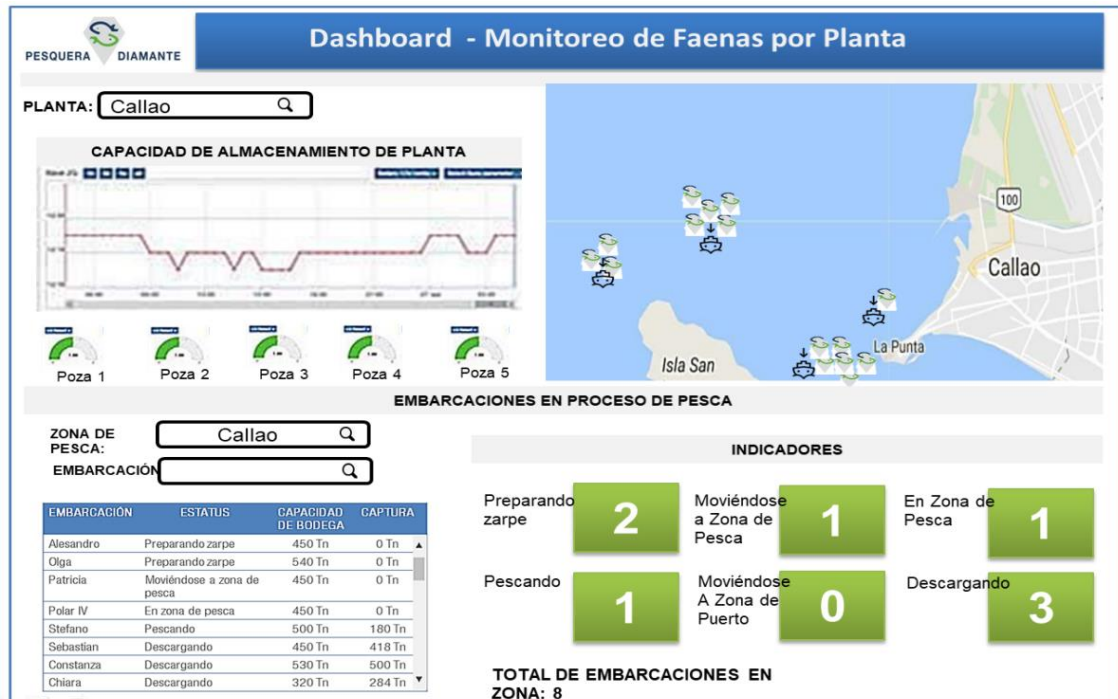 PESQUERA DIAMANTE
Dashboard - Monitoreo de Faenas por Planta
PLANTA: Callao
CAPACIDAD DE ALMACENAMIENTO DE PLANTA
Poza 1
Poza 2
Poza 3
Poza 4
Poza 5
100
Callao
La Punta
Isla San
EMBARCACIONES EN PROCESO DE PESCA
ZONA DE
PESCA:
Callao
EMBARCACIÓN
EMBARCACIÓN ESTATUS CAPACIDAD CAPTURA
DE BODEGA
Alesandro Preparando zarpe 450 Tn 0 Tn
Olga Preparando zarpe 540 Tn 0 Tn
Patricia Moviéndose a zona de 450 Tn 0 Tn
pesca
Polar IV En zona de pesca 450 Tn 0 Tn
Stefano Pescando 500 Tn 180 Tn
Sebastian Descargando 450 Tn 418 Tn
Constanza Descargando 530 Tn 500 Tn
Chiara Descargando 320 Tn 284 Tn
INDICADORES
Preparando
zarpe
2
Moviéndose
a Zona de
Pesca
1
En Zona de
Pesca
1
Pescando
1
Moviéndose
A Zona de
Puerto
0
Descargando
3
TOTAL DE EMBARCACIONES EN
ZONA: 8